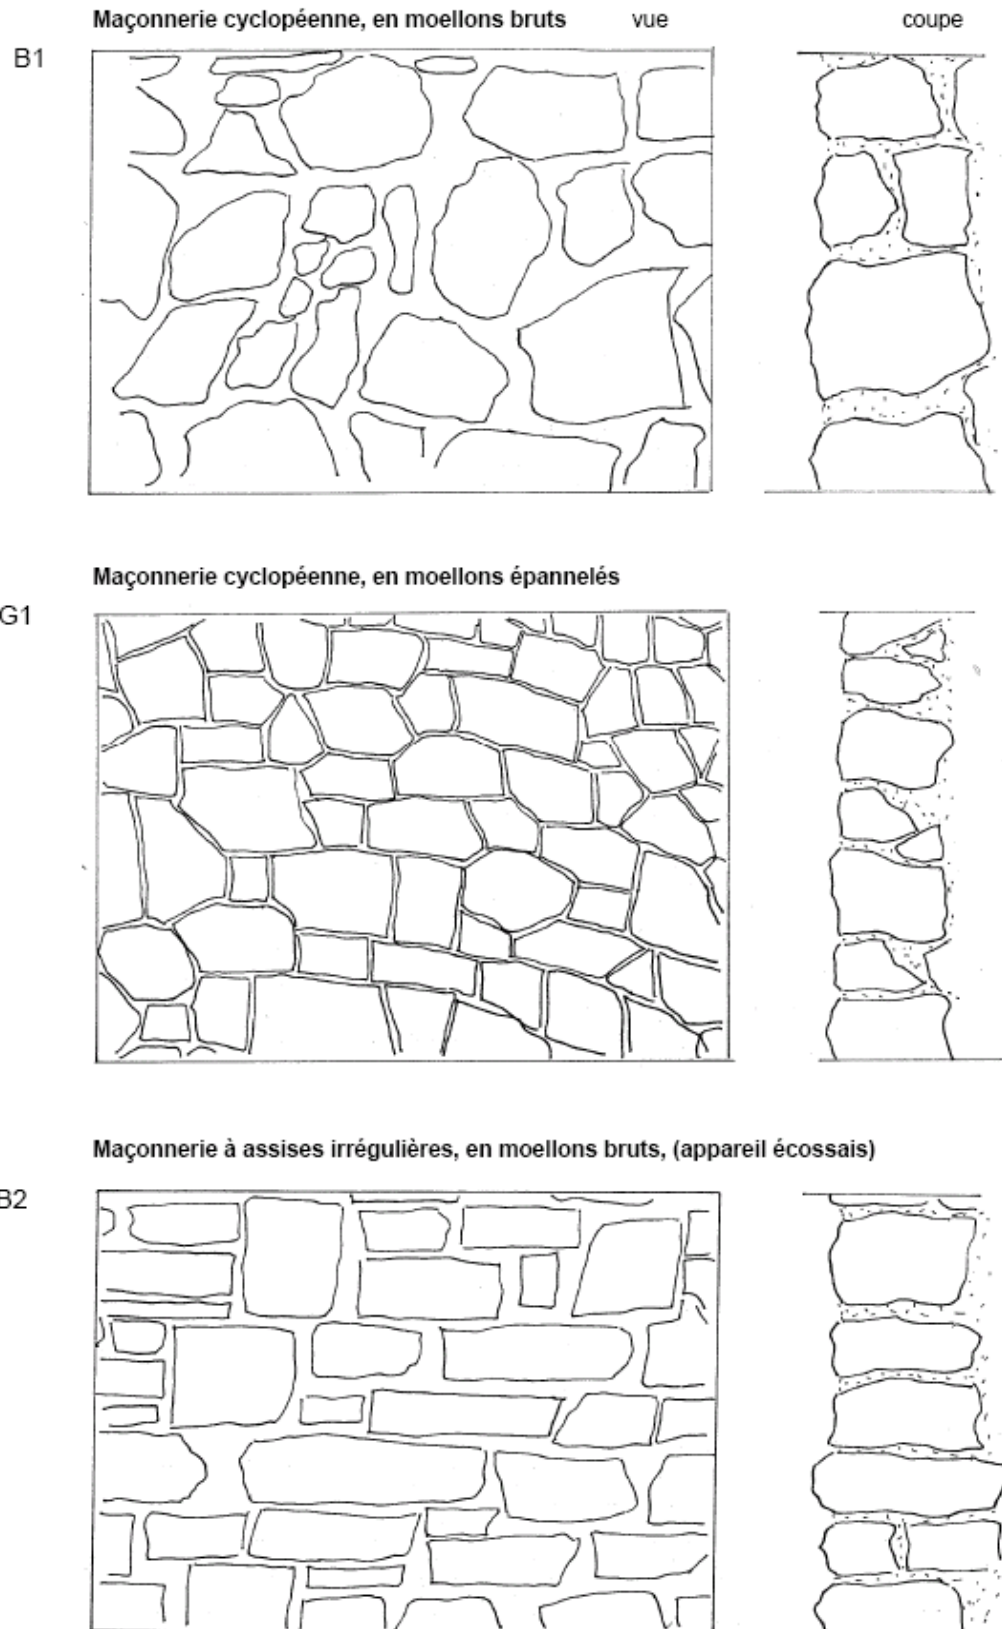 Maçonnerie cyclopéenne, en moellons bruts vue coupe
B1
Maçonnerie cyclopéenne, en moellons épannelés
G1
Maçonnerie à assises irrégulières, en moellons bruts, (appareil écossais)
B2